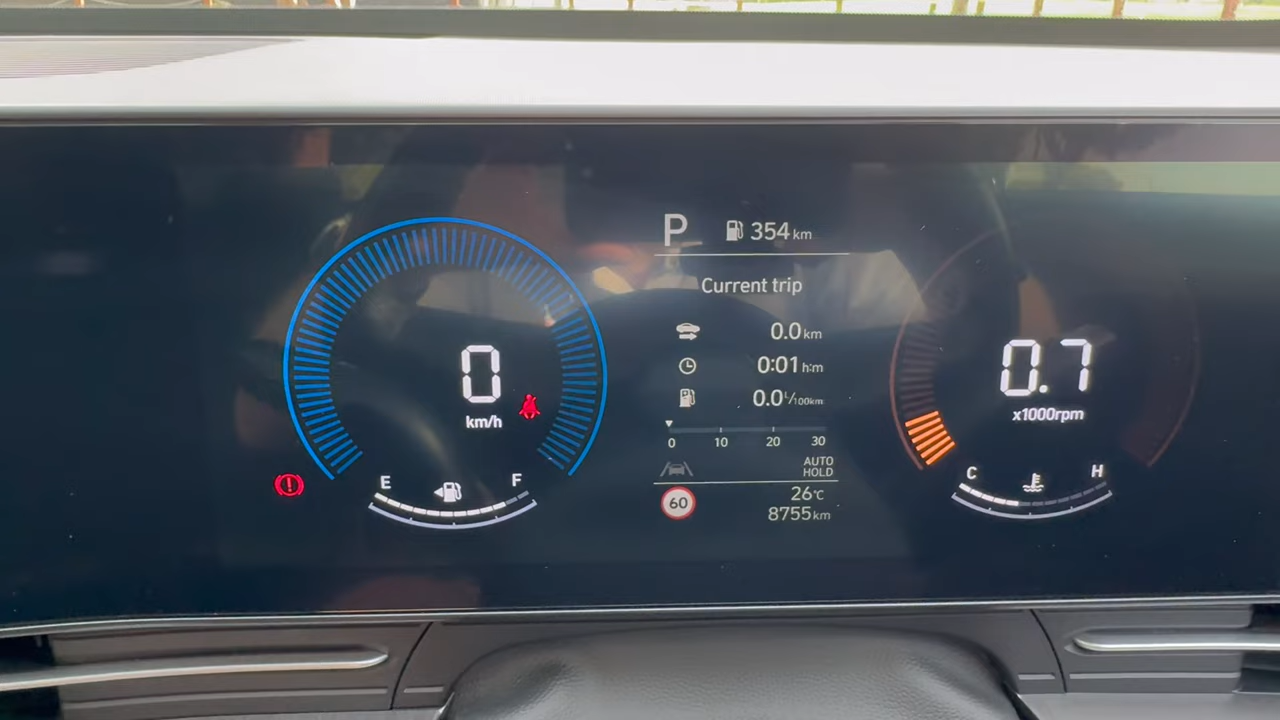 P 354 km
Current trip
0.0 km
0:01 h:m
0.0 L/100km
0 10 20 30
AUTO HOLD
60
26°C
8755 km
0
km/h
E F
0.7
x1000rpm
C H